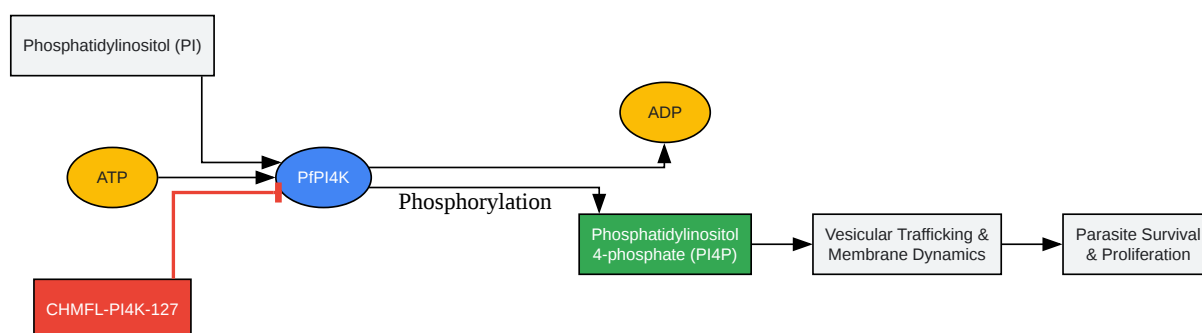 Phosphatidylinositol (PI)
ADP
ATP
PfPI4K
Phosphorylation
Phosphatidylinositol
4-phosphate (PI4P)
Vesicular Trafficking &
Membrane Dynamics
Parasite Survival
& Proliferation
CHMFL-PI4K-127